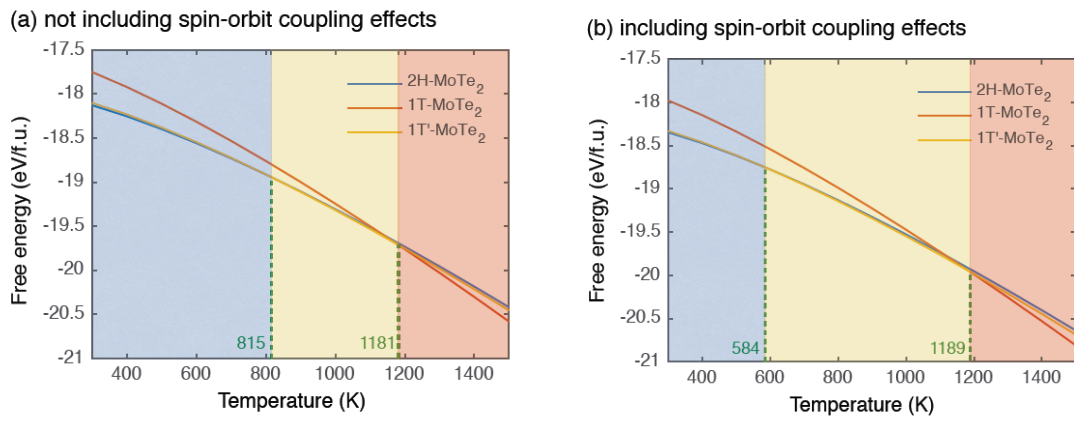 (a) not including spin-orbit coupling effects
-17.5
-18
-18.5
-19
-19.5
-20
-20.5
-21
Free energy (eV/f.u.)
2H-MoTe₂
1T-MoTe₂
1T'-MoTe₂
815
1181
400 600 800 1000 1200 1400
Temperature (K)
(b) including spin-orbit coupling effects
-17.5
-18
-18.5
-19
-19.5
-20
-20.5
-21
Free energy (eV/f.u.)
2H-MoTe₂
1T-MoTe₂
1T'-MoTe₂
584
1189
400 600 800 1000 1200 1400
Temperature (K)